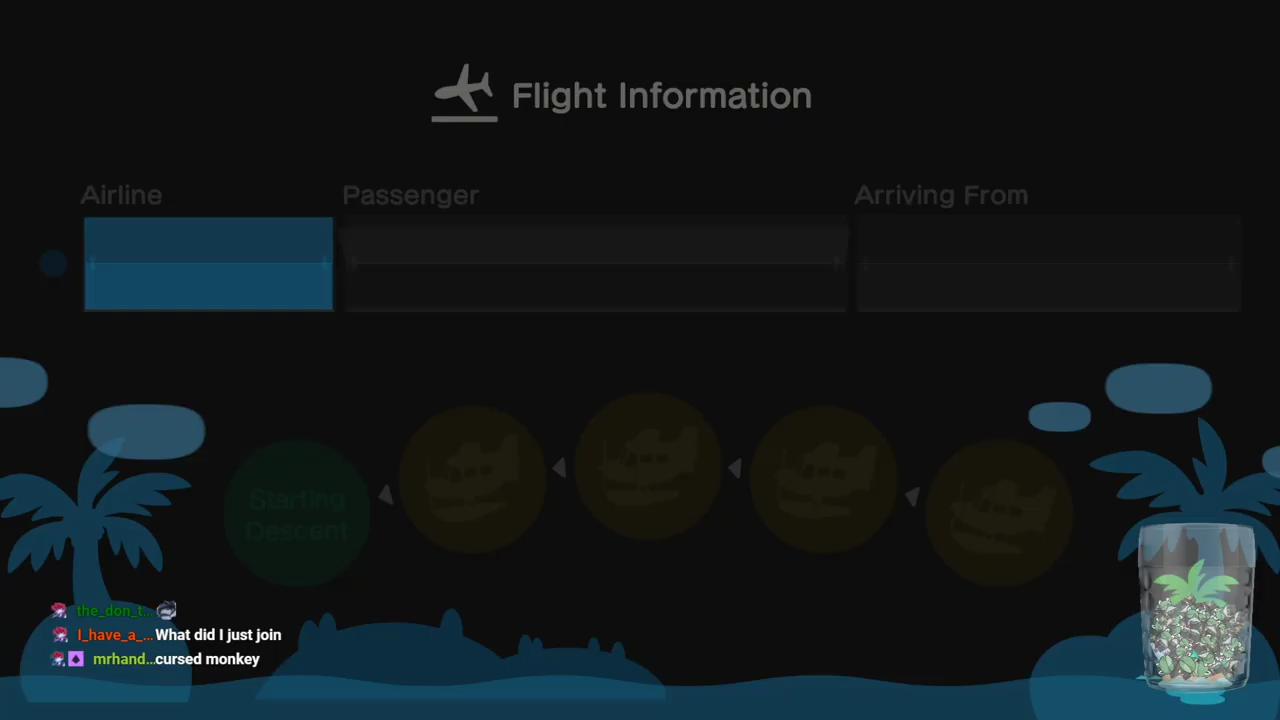 Flight Information
Airline
Passenger
Arriving From
Starting
Descent
the_don_t...
I_have_a_... What did I just join
mrhand... cursed monkey